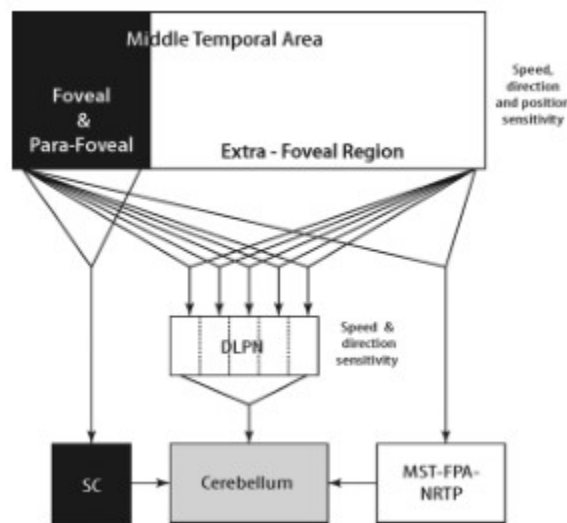 Middle Temporal Area
Foveal
&
Para-Foveal
Extra - Foveal Region
Speed,
direction
and position
sensitivity
DLPN
Speed &
direction
sensitivity
SC
Cerebellum
MST-FPA-
NRTP